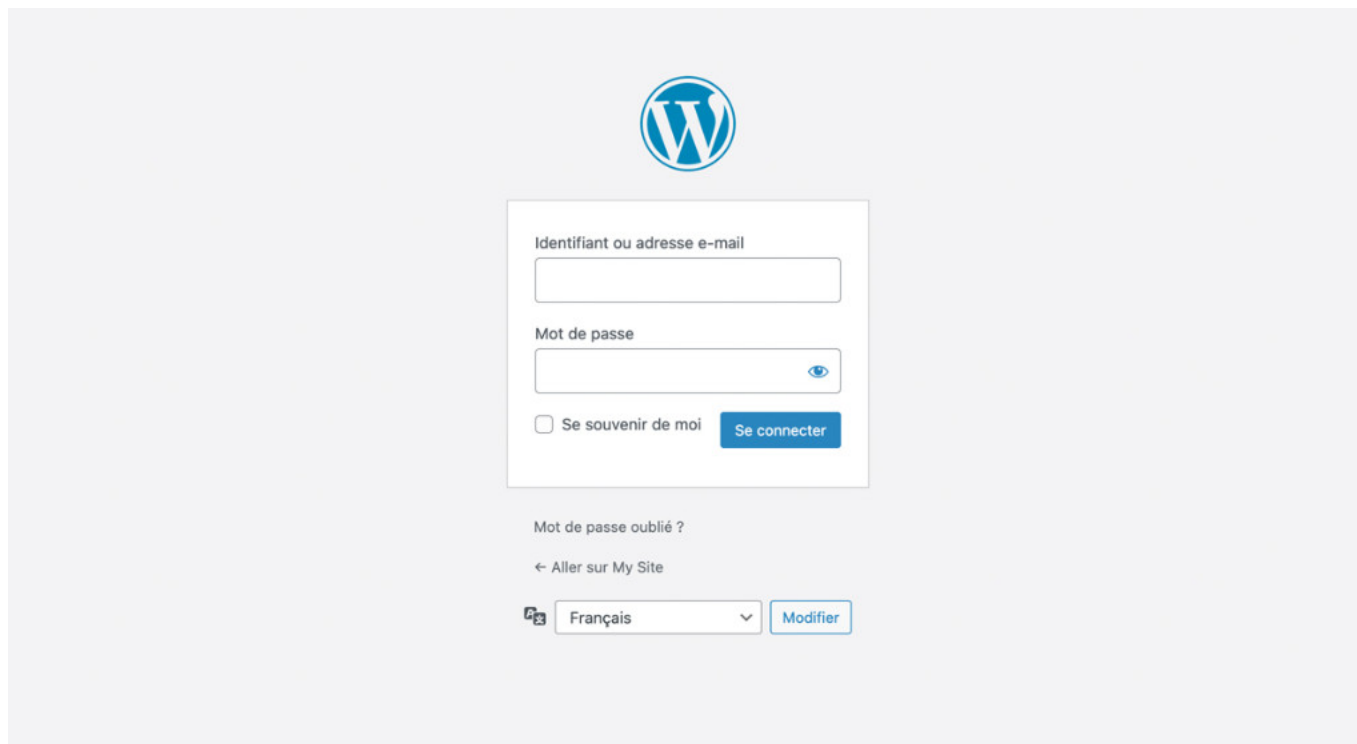 Identifiant ou adresse e-mail
Mot de passe
Se souvenir de moi
Se connecter
Mot de passe oublié ?
← Aller sur My Site
Français
Modifier